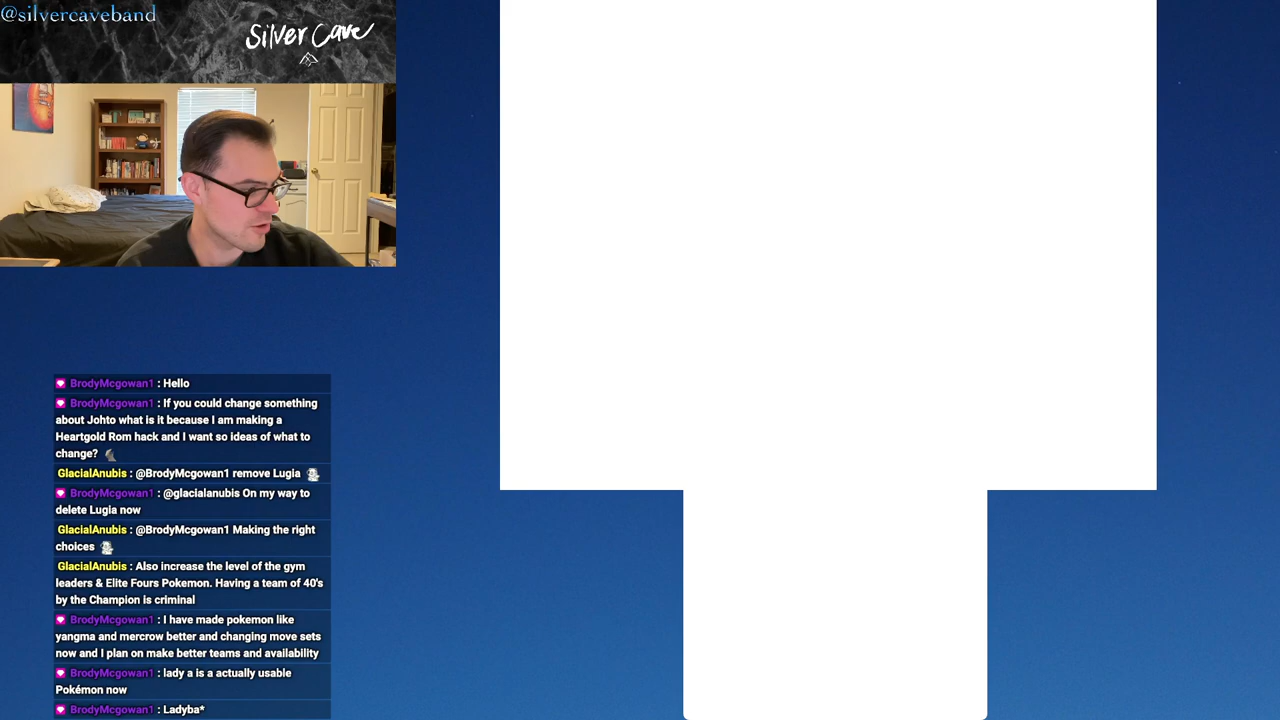 @silvercaveband
Silver Cave
BrodyMcgowan1 : Hello
BrodyMcgowan1 : If you could change something
about Johto what is it because I am making a
Heartgold Rom hack and I want so ideas of what to
change?
GlacialAnubis : @BrodyMcgowan1 remove Lugia
BrodyMcgowan1 : @glacialanubis On my way to
delete Lugia now
GlacialAnubis : @BrodyMcgowan1 Making the right
choices
GlacialAnubis : Also increase the level of the gym
leaders & Elite Fours Pokemon. Having a team of 40's
by the Champion is criminal
BrodyMcgowan1 : I have made pokemon like
yangma and mercrow better and changing move sets
now and I plan on make better teams and availability
BrodyMcgowan1 : lady a is a actually usable
Pokémon now
BrodyMcgowan1 : Ladyba*